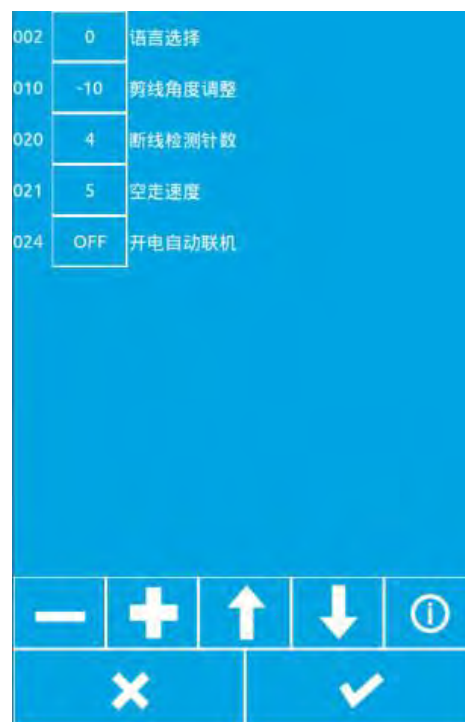 002 0 语言选择
010 -10 剪线角度调整
020 4 断线检测针数
021 5 空走速度
024 OFF 开电自动联机